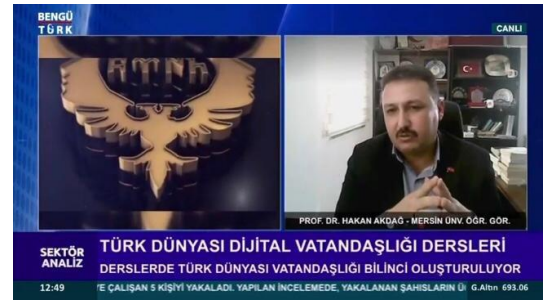 BENGÜ
TÜRK
CANLI
PROF. DR. HAKAN AKDAĞ - MERSİN ÜNV. ÖĞR. GÖR.
SEKTÖR
ANALİZ
TÜRK DÜNYASI DİJİTAL VATANDAŞLIĞI DERSLERİ
DERSLERDE TÜRK DÜNYASI VATANDAŞLIĞI BİLİNCİ OLUŞTURULUYOR
12:49 'E ÇALIŞAN 5 KİŞİYİ YAKALADI. YAPILAN İNCELEMEDE, YAKALANAN ŞAHISLARIN G.Altın 693.06